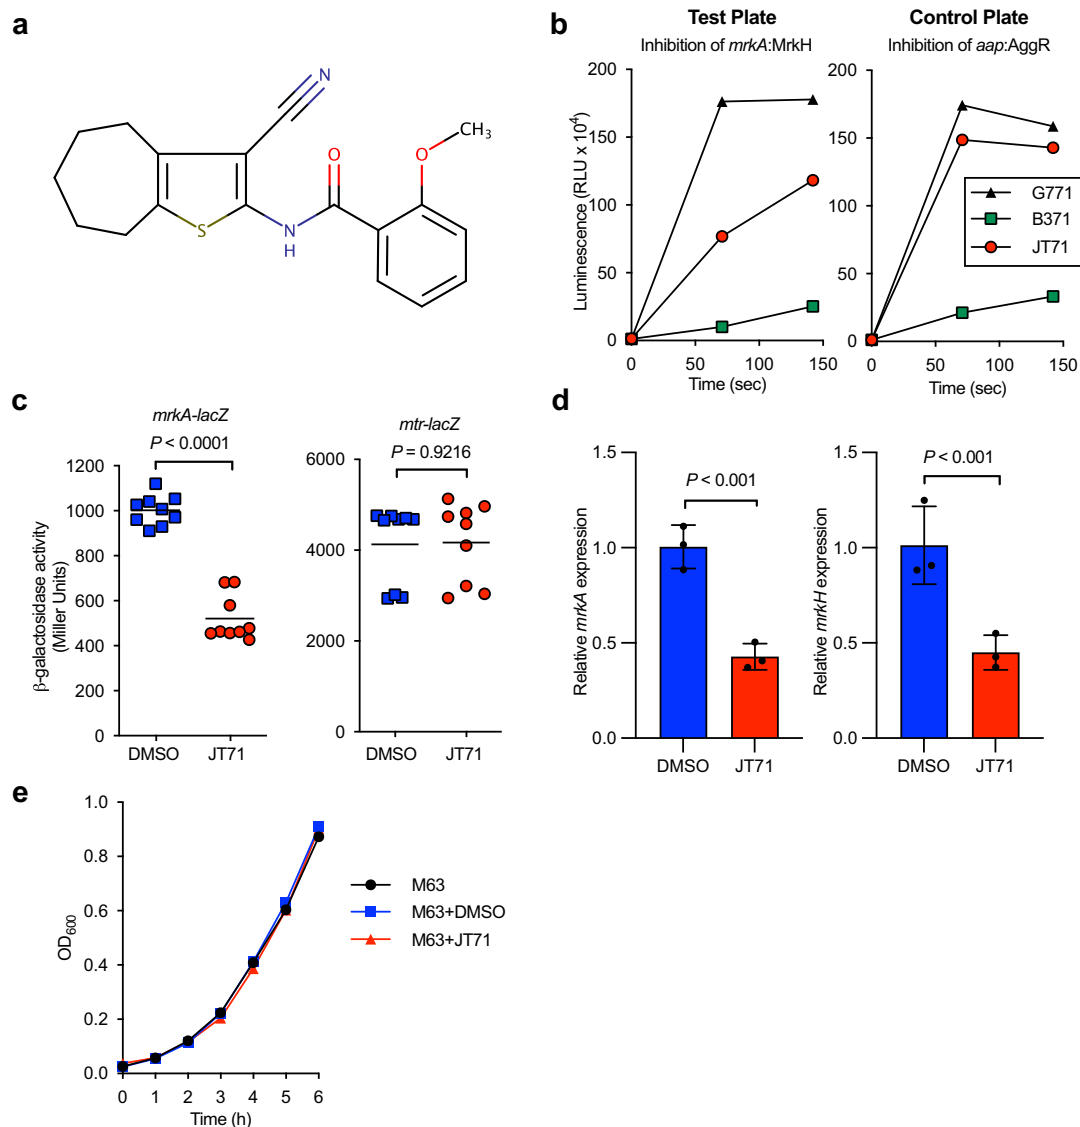 a
N
CH₃
O
O
S
N
H
b
Test Plate
Inhibition of mrkA:MrkH
Control Plate
Inhibition of aap:AggR
Luminescence (RLU x 10⁴)
200
150
100
50
0
0
50
100
150
Time (sec)
200
150
100
50
0
0
50
100
150
Time (sec)
G771
B371
JT71
c
mrkA-lacZ
P < 0.0001
β-galactosidase activity
(Miller Units)
1200
1000
800
600
400
200
0
DMSO
JT71
mtr-lacZ
P = 0.9216
6000
4000
2000
0
DMSO
JT71
d
P < 0.001
Relative mrkA expression
1.5
1.0
0.5
0.0
DMSO
JT71
P < 0.001
Relative mrkH expression
1.5
1.0
0.5
0.0
DMSO
JT71
e
OD₆₀₀
1.0
0.8
0.6
0.4
0.2
0.0
0 1 2 3 4 5 6
Time (h)
M63
M63+DMSO
M63+JT71